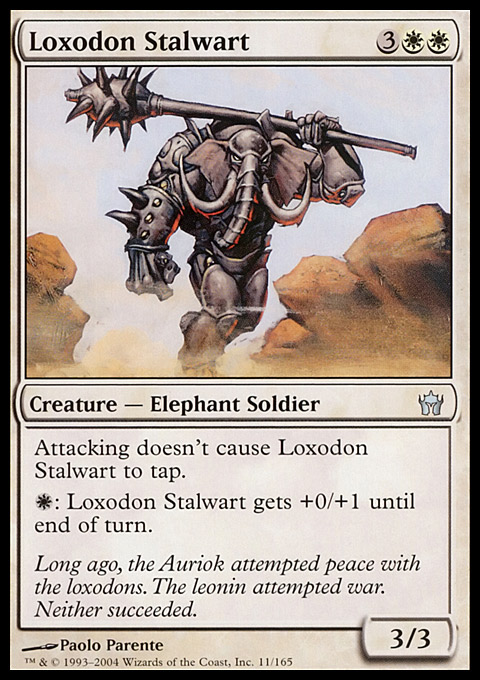 Loxodon Stalwart 3
Creature — Elephant Soldier
Attacking doesn't cause Loxodon
Stalwart to tap.
: Loxodon Stalwart gets +0/+1 until
end of turn.
Long ago, the Auriok attempted peace with
the loxodons. The leonin attempted war.
Neither succeeded.
3/3
Paolo Parente
™ & © 1993–2004 Wizards of the Coast, Inc. 11/165